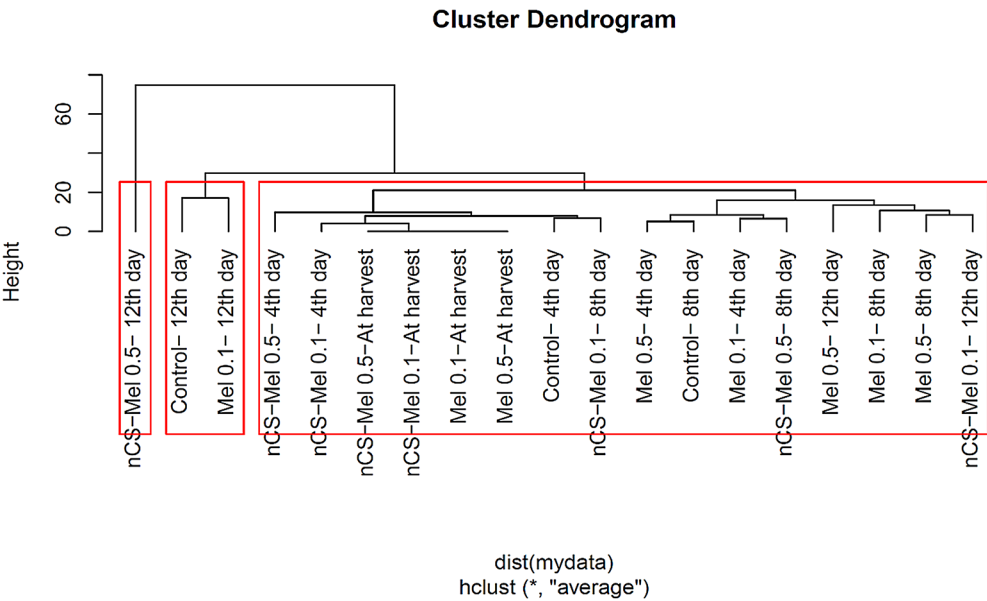 Cluster Dendrogram
Height
60
20
0
nCS−Mel 0.5− 12th day
Control− 12th day
Mel 0.1− 12th day
nCS−Mel 0.5− 4th day
nCS−Mel 0.1− 4th day
nCS−Mel 0.5−At harvest
nCS−Mel 0.1−At harvest
Mel 0.1−At harvest
Mel 0.5−At harvest
Control− 4th day
nCS−Mel 0.1− 8th day
Mel 0.5− 4th day
Control− 8th day
Mel 0.1− 4th day
nCS−Mel 0.5− 8th day
Mel 0.5− 12th day
Mel 0.1− 8th day
Mel 0.5− 8th day
nCS−Mel 0.1− 12th day
dist(mydata)
hclust (*, "average")